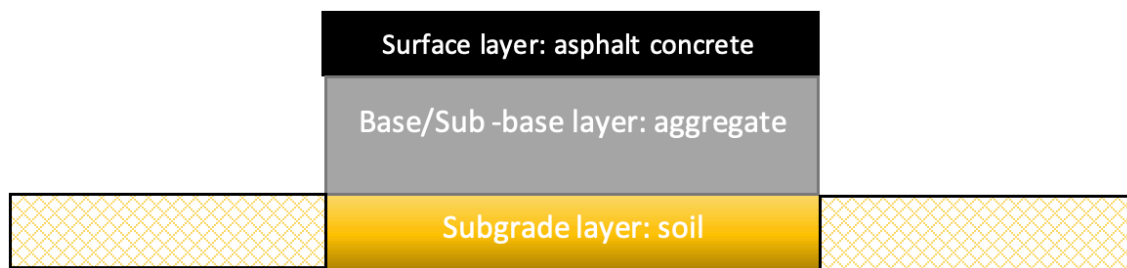 Surface layer: asphalt concrete
Base/Sub -base layer: aggregate
Subgrade layer: soil